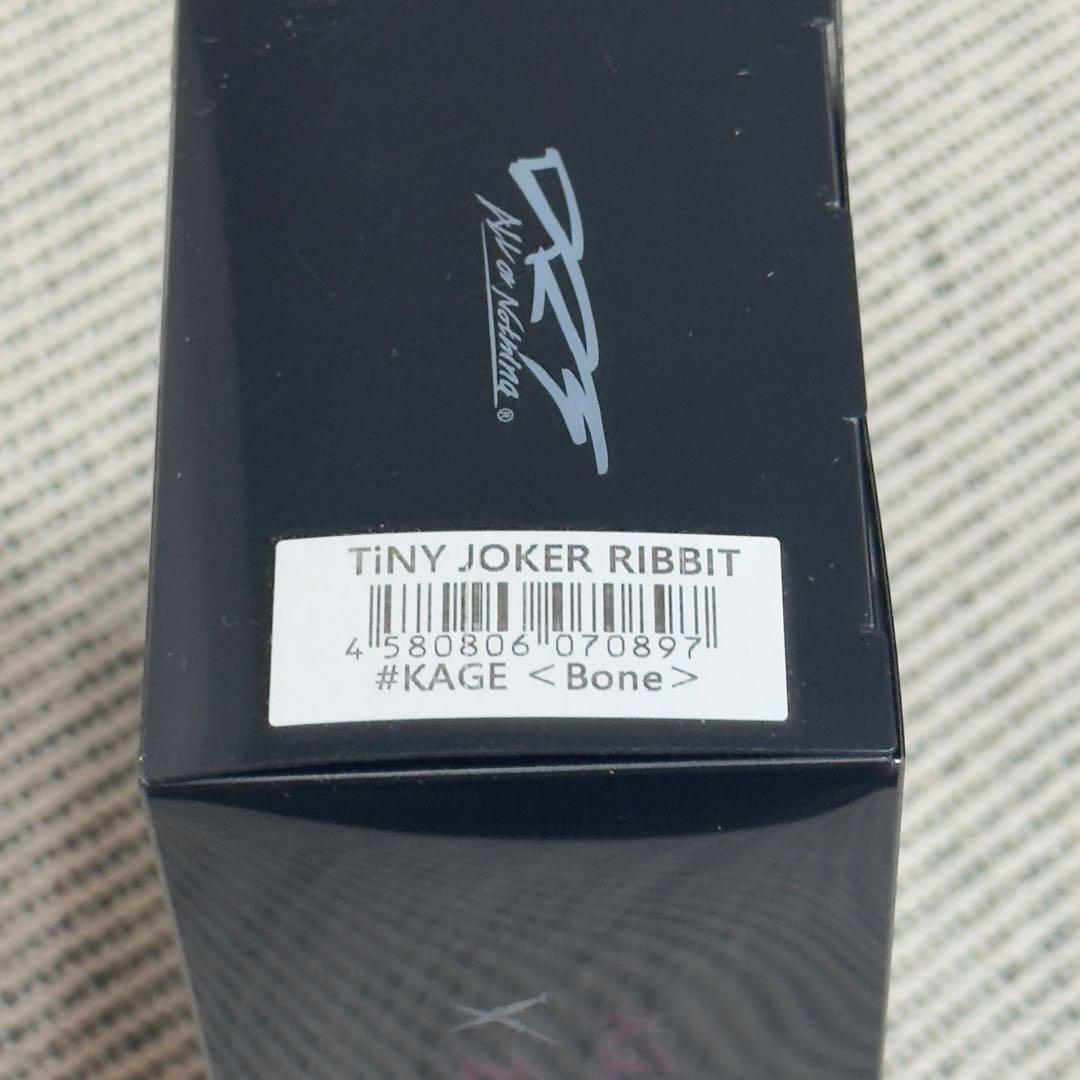 DRT
All or Nothing®
TiNY JOKER RIBBIT
4 580806 070897
#KAGE <Bone>